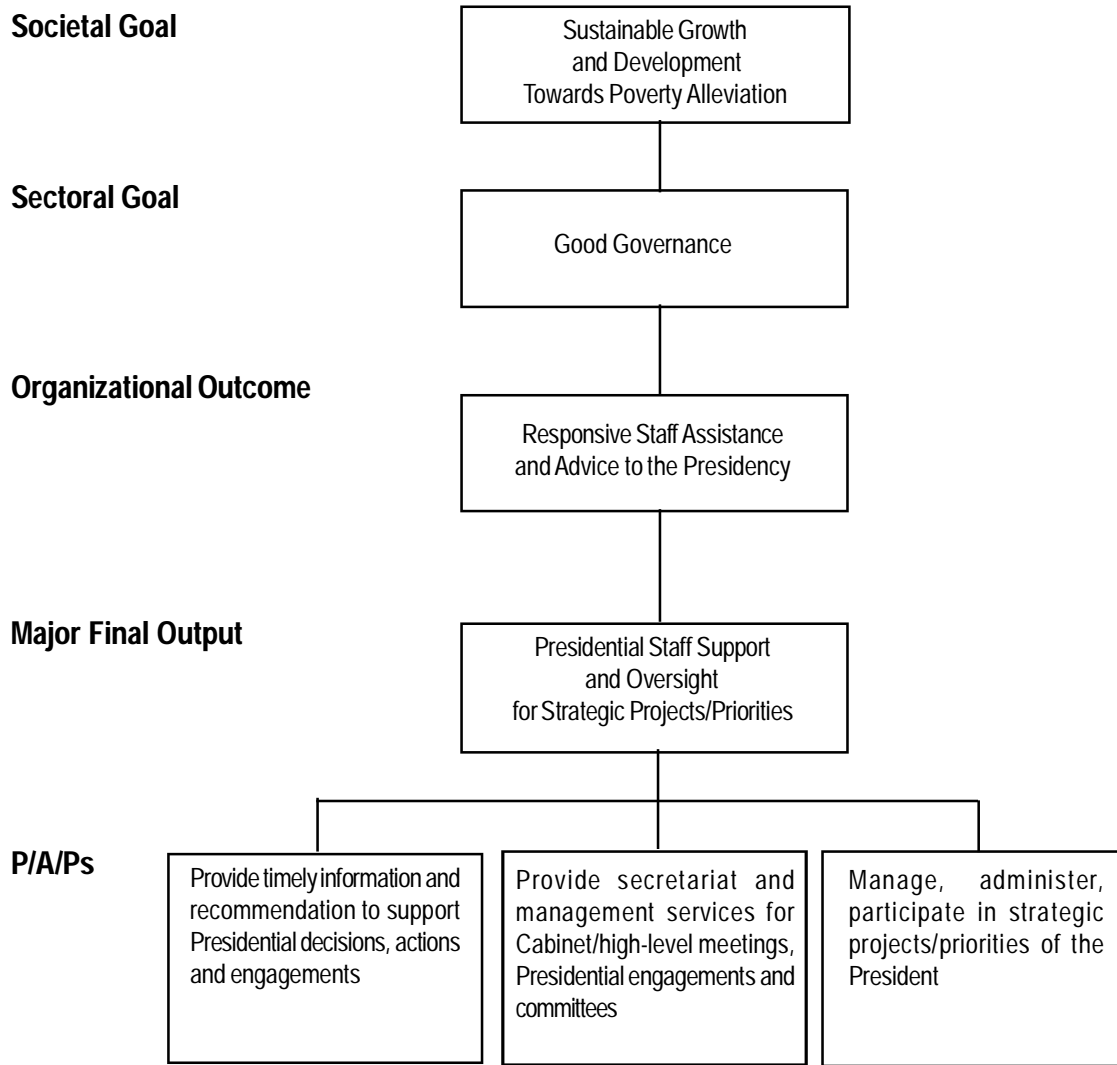 Societal Goal
Sustainable Growth
and Development
Towards Poverty Alleviation
Sectoral Goal
Good Governance
Organizational Outcome
Responsive Staff Assistance
and Advice to the Presidency
Major Final Output
Presidential Staff Support
and Oversight
for Strategic Projects/Priorities
P/A/Ps
Provide timely information and
recommendation to support
Presidential decisions, actions
and engagements
Provide secretariat and
management services for
Cabinet/high-level meetings,
Presidential engagements and
committees
Manage, administer,
participate in strategic
projects/priorities of the
President